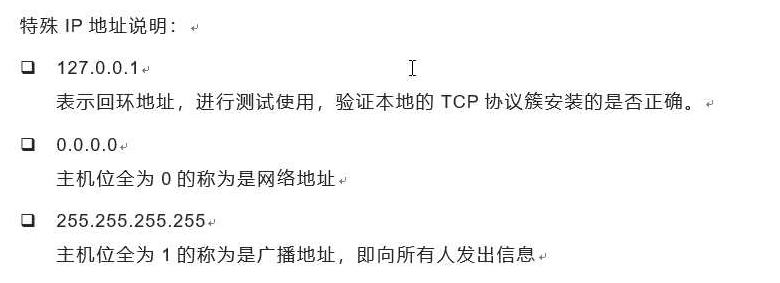 特殊 IP 地址说明：
127.0.0.1
表示回环地址，进行测试使用，验证本地的 TCP 协议簇安装的是否正确。
0.0.0.0
主机位全为 0 的称为是网络地址
255.255.255.255
主机位全为 1 的称为是广播地址，即向所有人发出信息